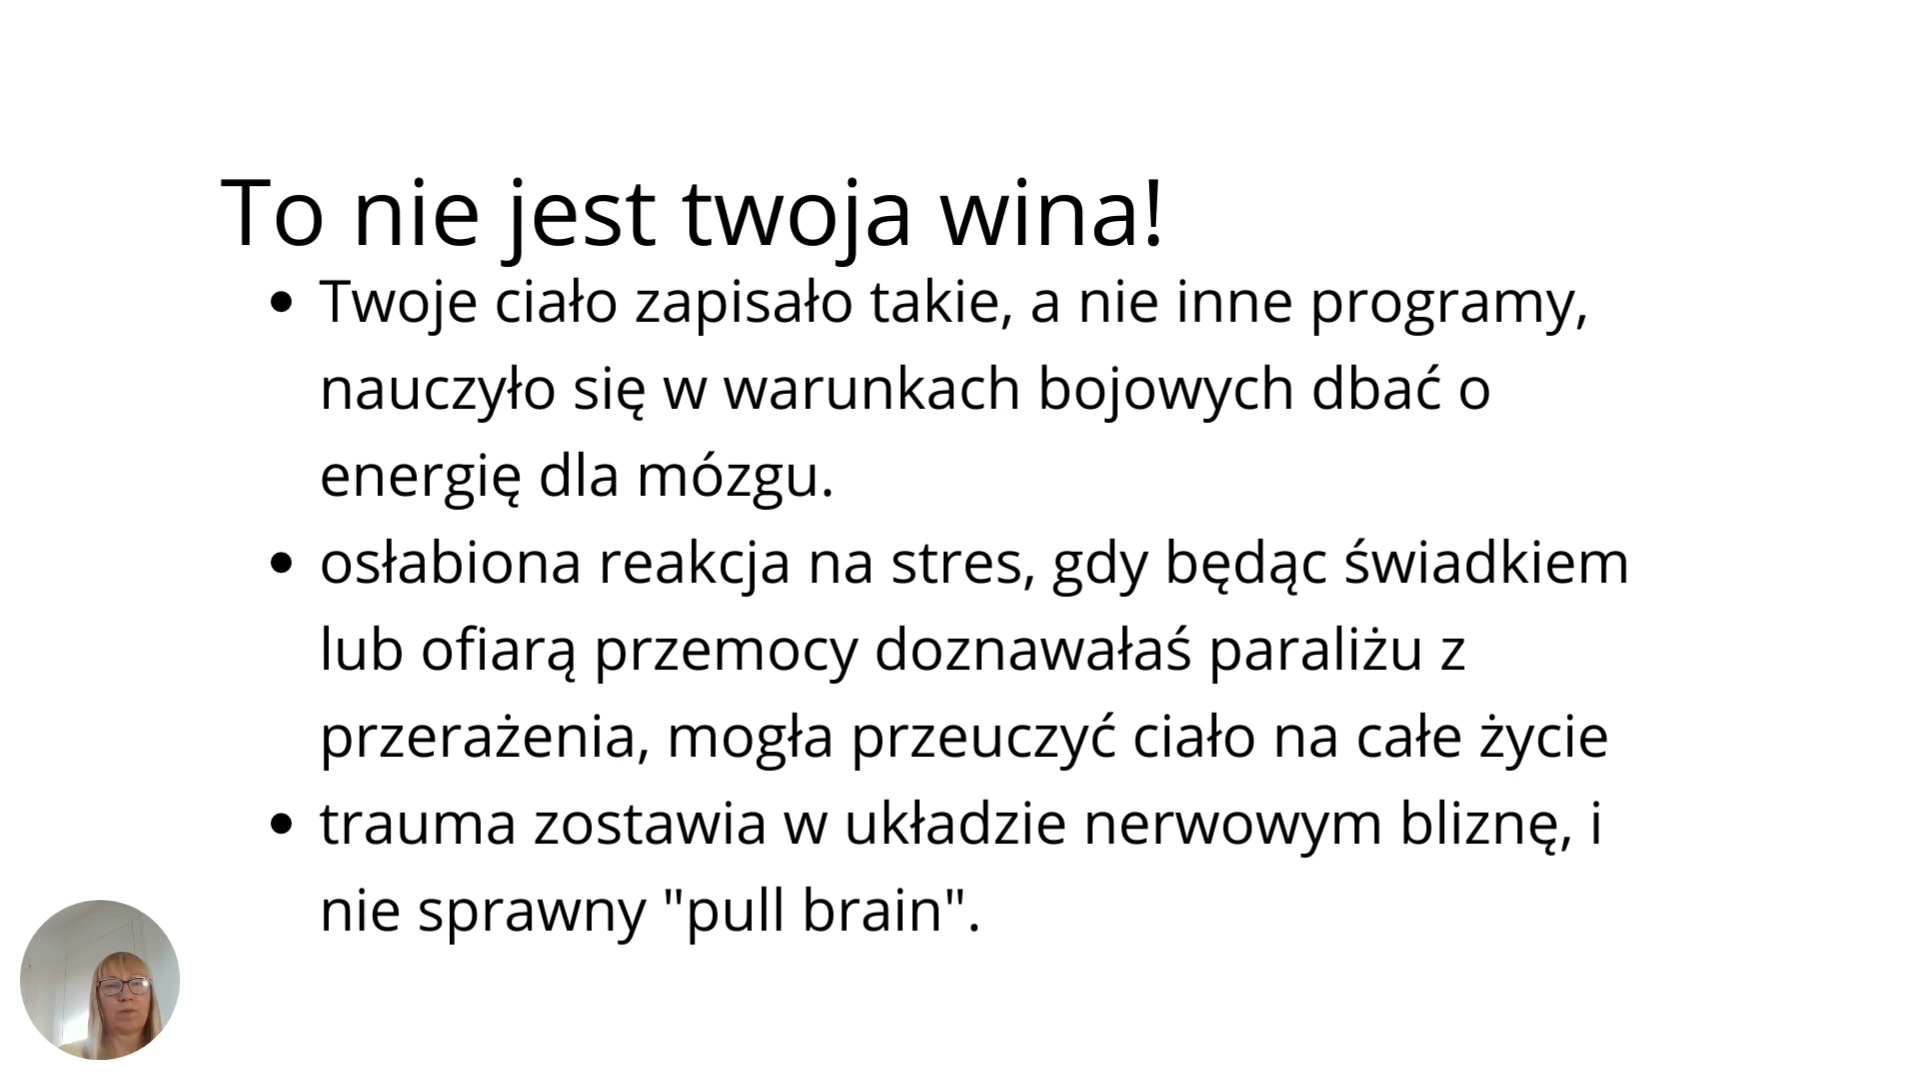 To nie jest twoja wina!
• Twoje ciało zapisało takie, a nie inne programy,
nauczyło się w warunkach bojowych dbać o
energię dla mózgu.
• osłabiona reakcja na stres, gdy będąc świadkiem
lub ofiarą przemocy doznawałaś paraliżu z
przerażenia, mogła przeuczyć ciało na całe życie
• trauma zostawia w układzie nerwowym bliznę, i
nie sprawny "pull brain".